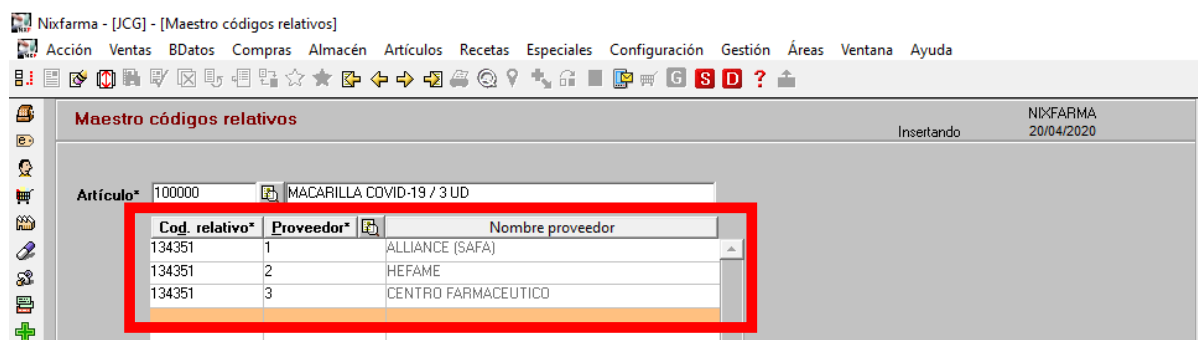 Nixfarma - [JCG] - [Maestro códigos relativos]
Acción Ventas BDatos Compras Almacén Artículos Recetas Especiales Configuración Gestión Áreas Ventana Ayuda
G S D ?
Maestro códigos relativos
Insertando
NIXFARMA
20/04/2020
Artículo* 100000 MACARILLA COVID-19 / 3 UD
Cod. relativo* Proveedor* Nombre proveedor
134351 1 ALLIANCE (SAFA)
134351 2 HEFAME
134351 3 CENTRO FARMACEUTICO